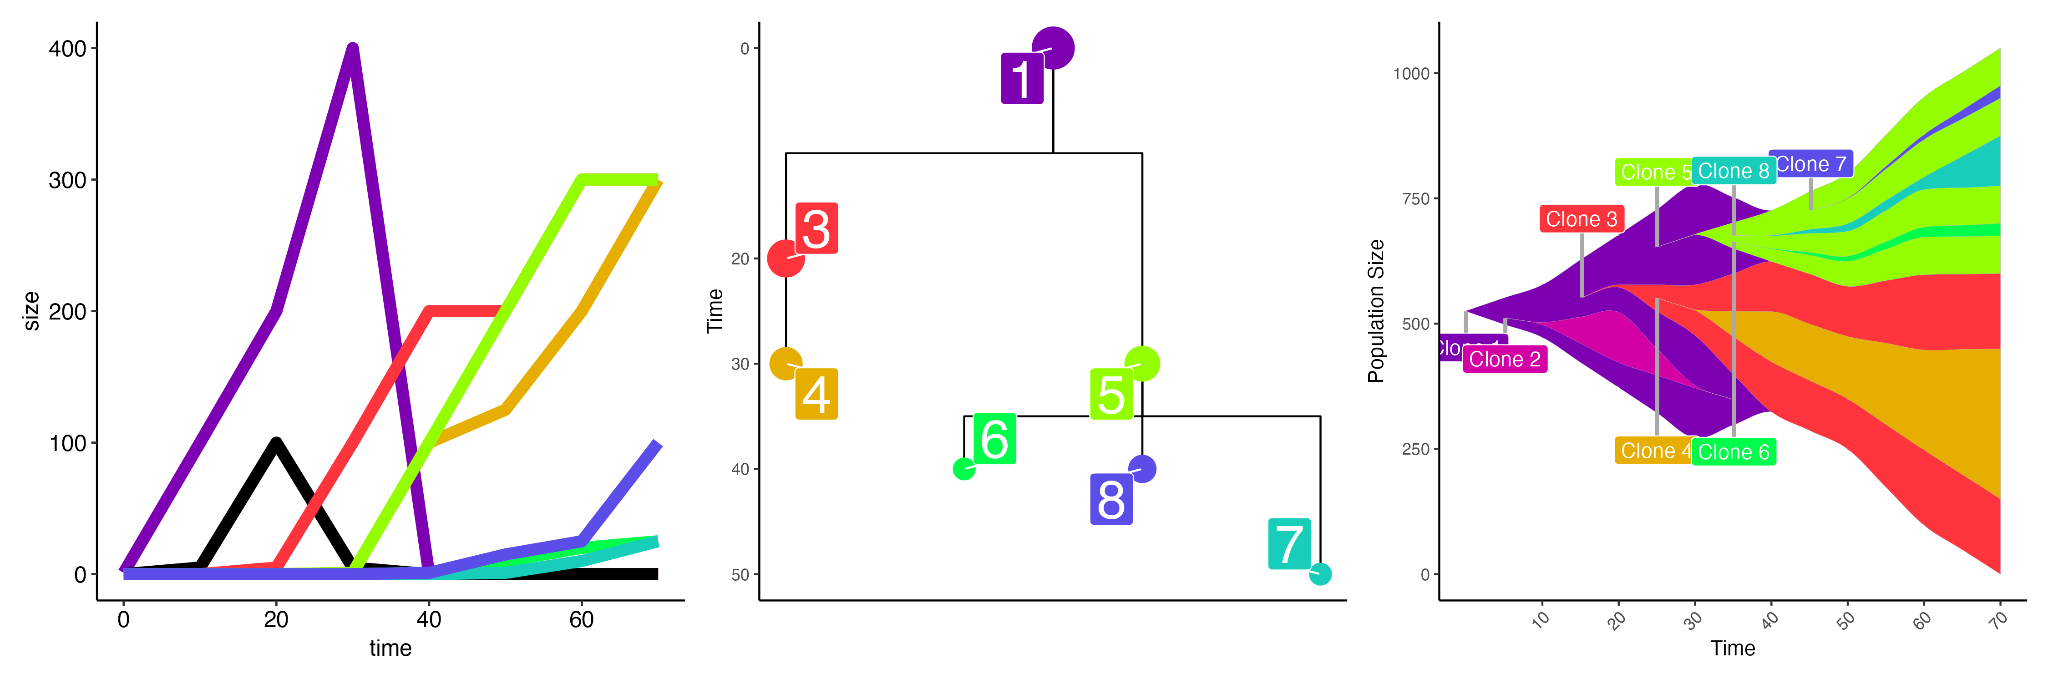 400
300
200
100
0
size
0
20
40
60
time
0
20
30
40
50
Time
1
3
4
5
6
8
7
1000
750
500
250
0
Population Size
Clone 5
Clone 8
Clone 7
Clone 3
Clone 2
Clone 4
Clone 6
10
20
30
40
50
60
70
Time